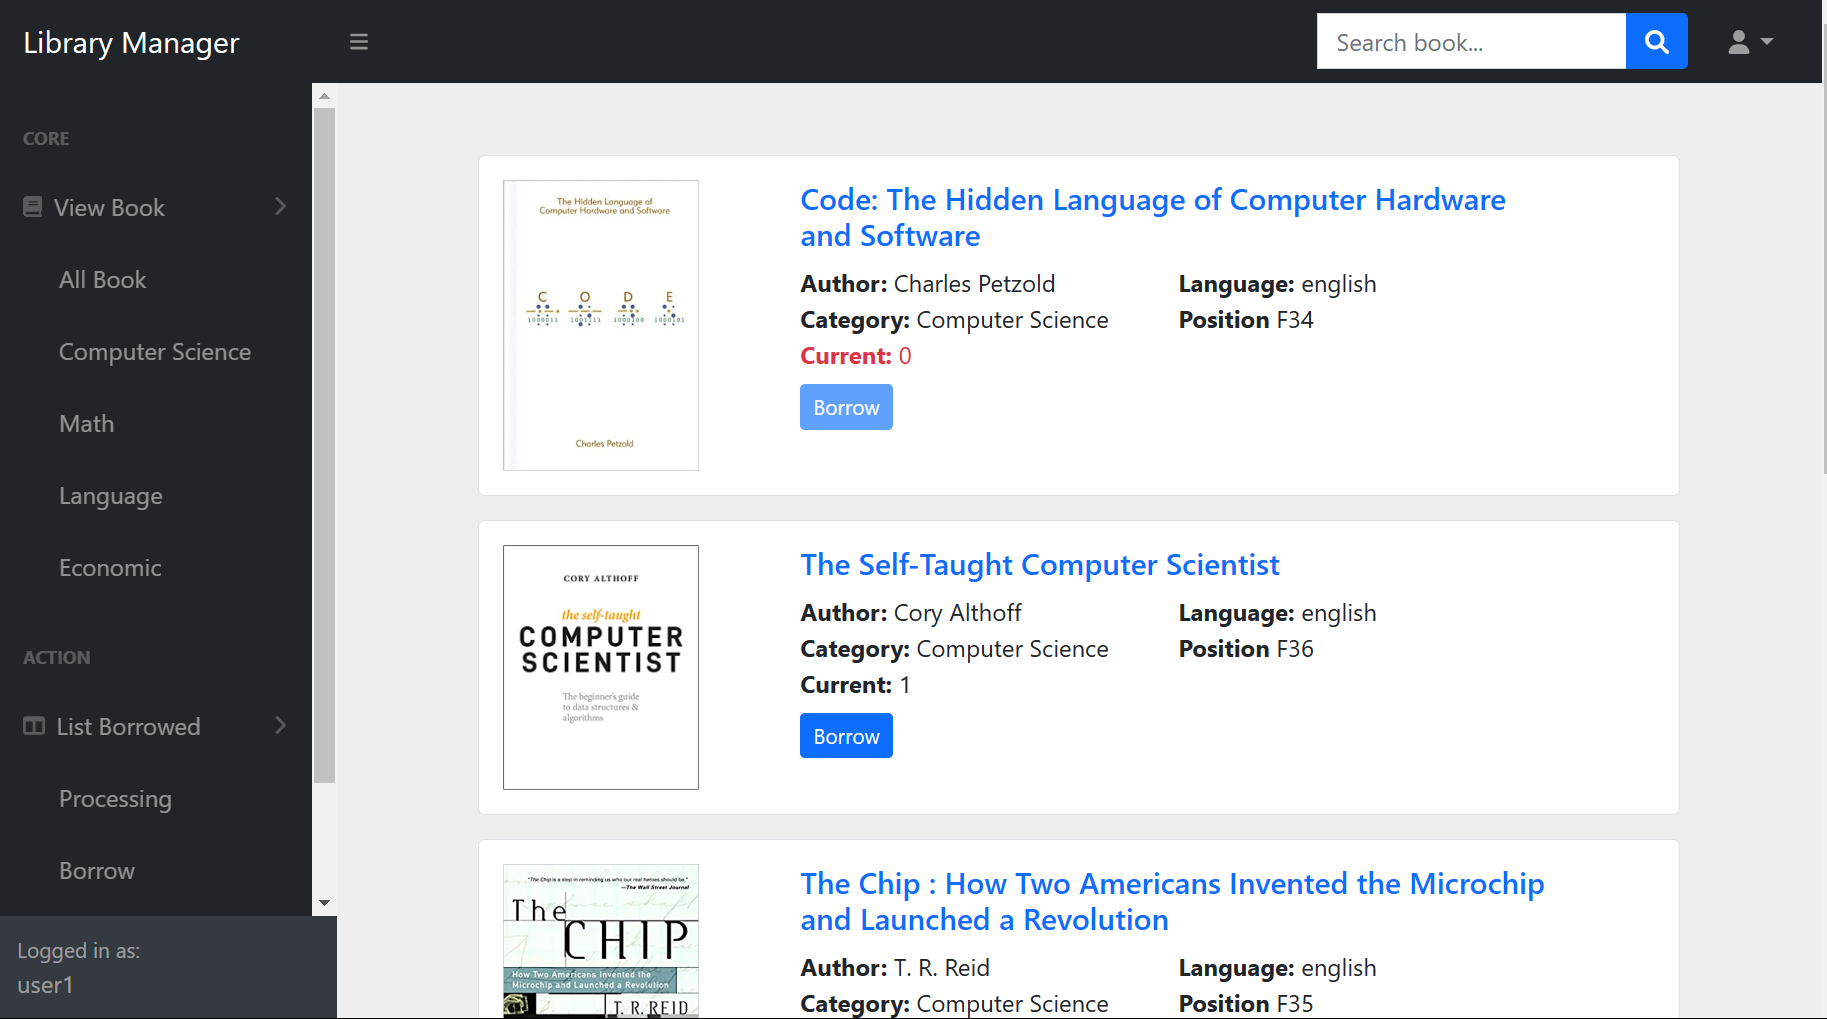 Library Manager
Search book...
CORE
View Book
All Book
Computer Science
Math
Language
Economic
ACTION
List Borrowed
Processing
Borrow
Logged in as:
user1
The Hidden Language of
Computer Hardware and Software
C O D E
1000011 1001111 1000100 1000101
Charles Petzold
Code: The Hidden Language of Computer Hardware
and Software
Author: Charles Petzold
Language: english
Category: Computer Science
Position F34
Current: 0
Borrow
CORY ALTHOFF
the self-taught
COMPUTER
SCIENTIST
The beginner's guide
to data structures &
algorithms
The Self-Taught Computer Scientist
Author: Cory Althoff
Language: english
Category: Computer Science
Position F36
Current: 1
Borrow
"The Chip is a step in reminding us who our real heroes should be."
—The Wall Street Journal
The
CHIP
How Two Americans Invented the
Microchip and Launched a Revolution
T. R. REID
The Chip : How Two Americans Invented the Microchip
and Launched a Revolution
Author: T. R. Reid
Language: english
Category: Computer Science
Position F35